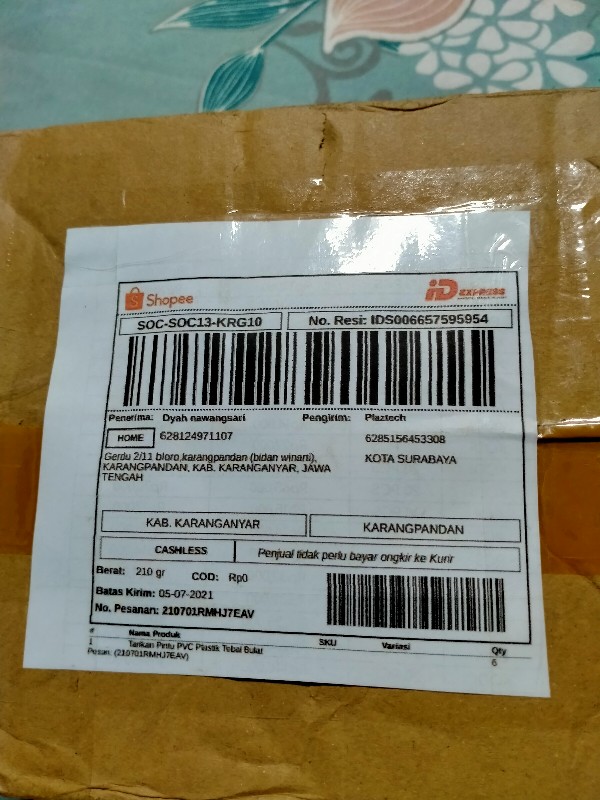 Shopee
iD EXPRESS
SOC-SOC13-KRG10
No. Resi: IDS006657595954
Penerima: Dyah nawangsari
Pengirim: Plaztech
HOME
628124971107
6285156453308
Gerdu 2/11 bloro,karangpandan (bidan winarti),
KARANGPANDAN, KAB. KARANGANYAR, JAWA
TENGAH
KOTA SURABAYA
KAB. KARANGANYAR
KARANGPANDAN
CASHLESS
Penjual tidak perlu bayar ongkir ke Kurir
Berat: 210 gr
COD: Rp0
Batas Kirim: 05-07-2021
No. Pesanan: 210701RMHJ7EAV
# Nama Produk SKU Variasi Qty
1 Tarikan Pintu PVC Plastik Tebal Bulat 6
Pesan: (210701RMHJ7EAV)